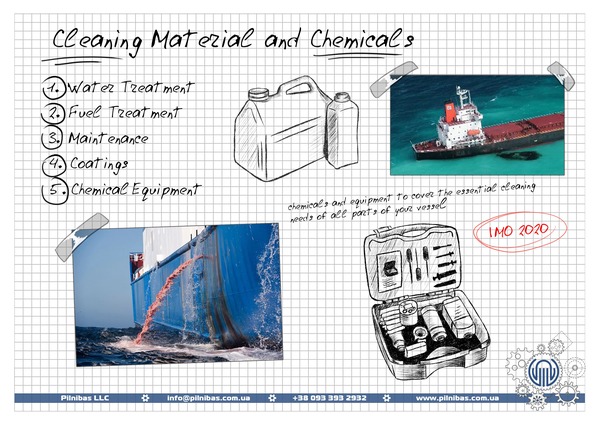 Cleaning Material and Chemicals
1. Water Treatment
2. Fuel Treatment
3. Maintenance
4. Coatings
5. Chemical Equipment
chemicals and equipment to cover the essential cleaning
needs of all parts of your vessel
IMO 2020
Pilnibas LLC info@pilnibas.com.ua +38 093 393 2932 www.pilnibas.com.ua